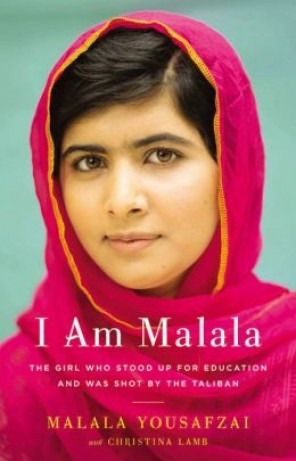 I Am Malala
THE GIRL WHO STOOD UP FOR EDUCATION
AND WAS SHOT BY THE TALIBAN
MALALA YOUSAFZAI
with CHRISTINA LAMB